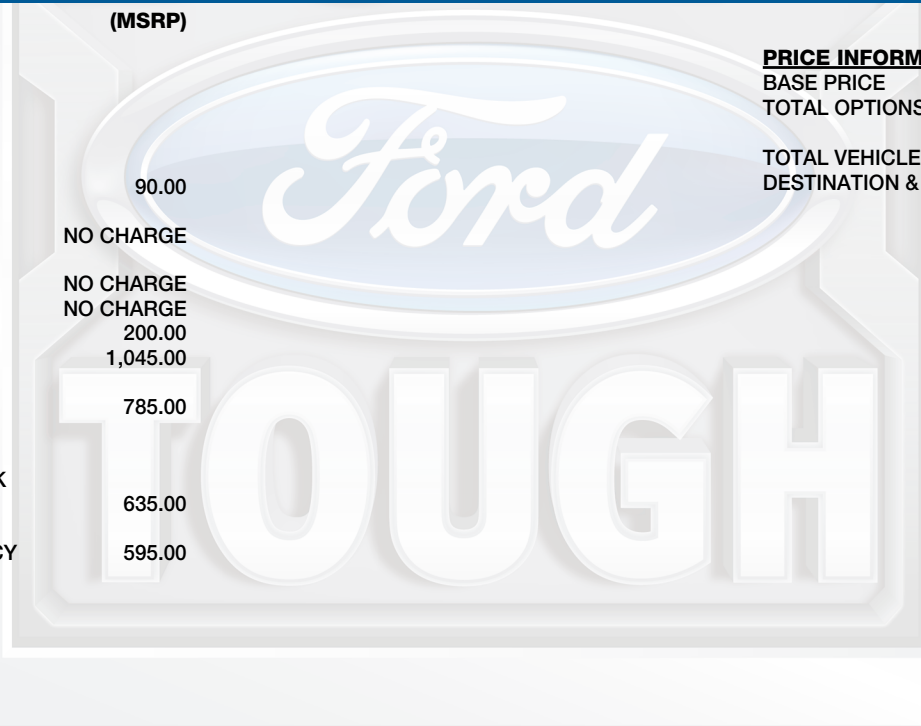 (MSRP)
PRICE INFORM
BASE PRICE
TOTAL OPTIONS
TOTAL VEHICLE
DESTINATION &
90.00
NO CHARGE
NO CHARGE
NO CHARGE
200.00
1,045.00
785.00
K
635.00
CY
595.00
Ford
TOUGH